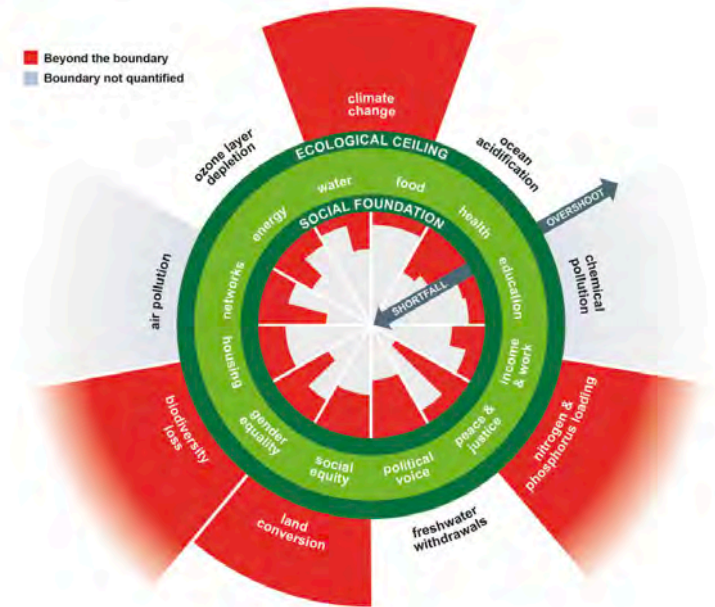 Beyond the boundary
Boundary not quantified
climate
change
ozone layer
depletion
ocean
acidification
ECOLOGICAL CEILING
water
food
energy
health
SOCIAL FOUNDATION
OVERSHOOT
SHORTFALL
networks
education
air pollution
chemical
pollution
housing
income
& work
gender
equality
peace &
justice
social
equity
political
voice
biodiversity
loss
nitrogen &
phosphorus loading
land
conversion
freshwater
withdrawals